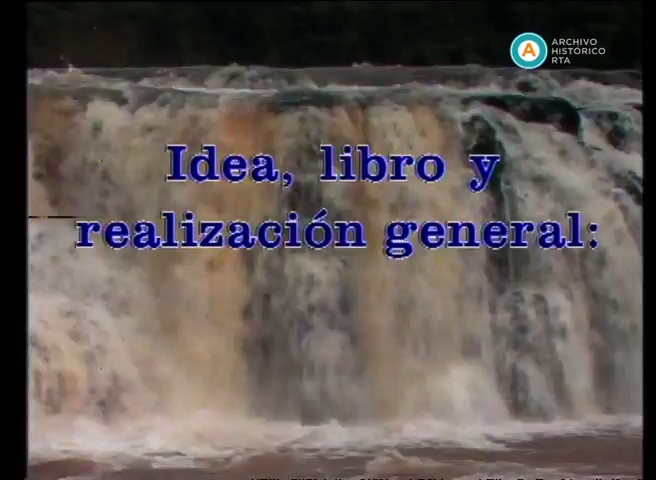 ARCHIVO
HISTÓRICO
RTA
Idea, libro y
realización general: